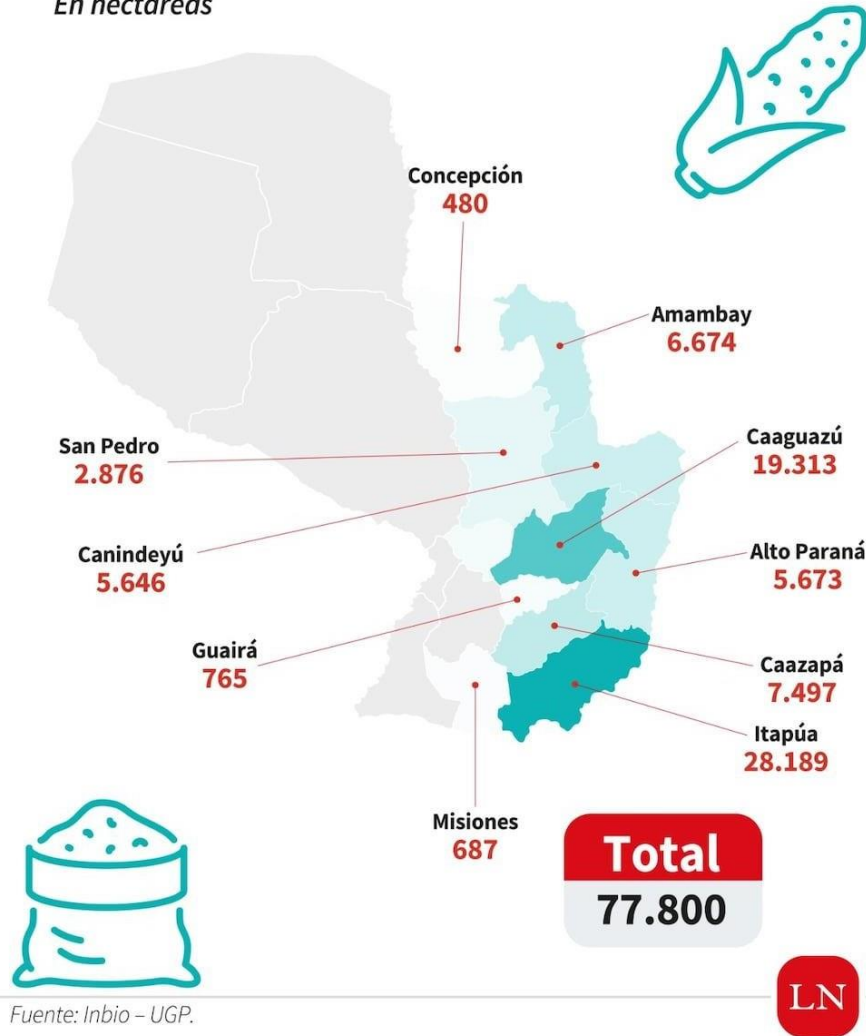 En hectáreas
Concepción
480
Amambay
6.674
Caaguazú
19.313
San Pedro
2.876
Alto Paraná
5.673
Canindeyú
5.646
Guairá
765
Caazapá
7.497
Itapúa
28.189
Misiones
687
Total
77.800
LN
Fuente: Inbio – UGP.